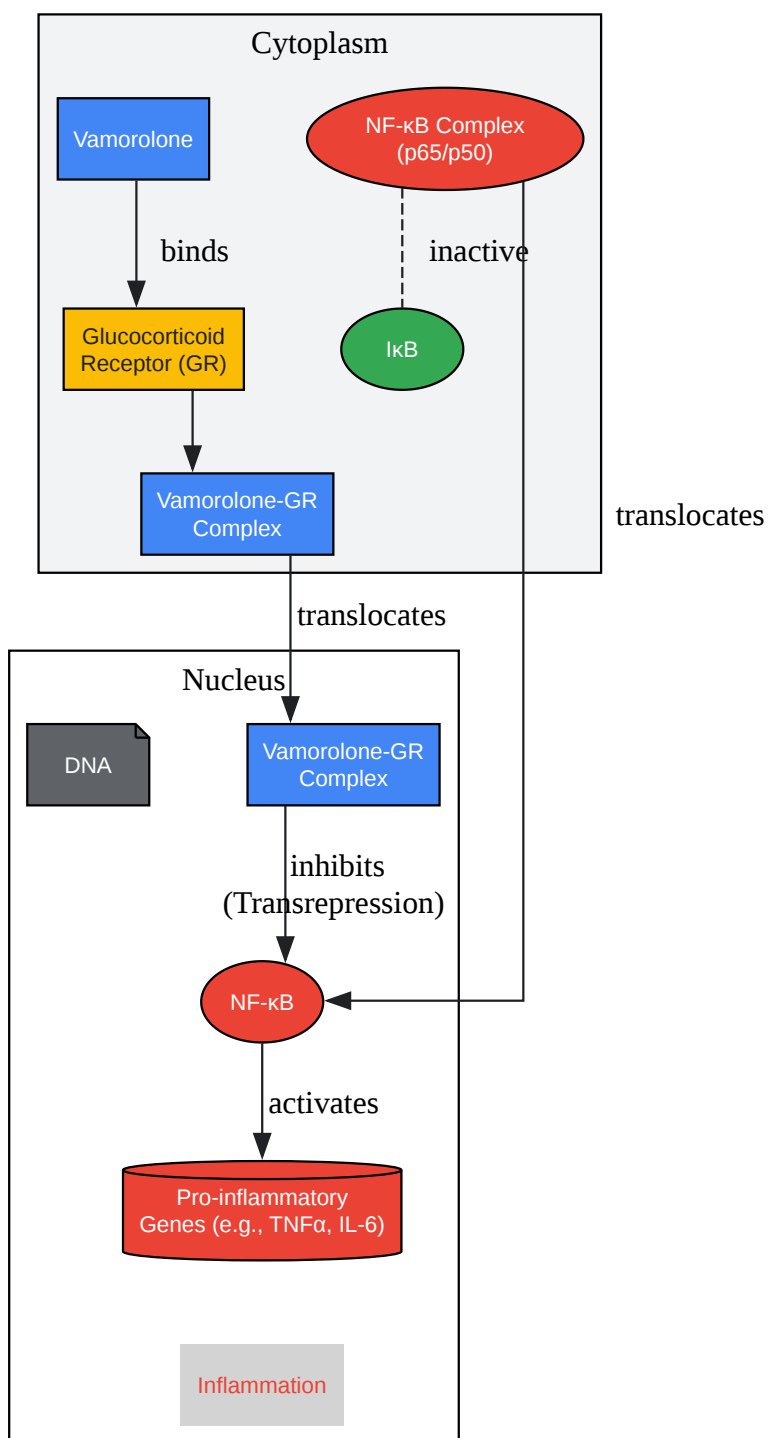 Cytoplasm
Vamorolone
NF-κB Complex
(p65/p50)
binds
inactive
Glucocorticoid
Receptor (GR)
IκB
Vamorolone-GR
Complex
translocates
translocates
Nucleus
DNA
Vamorolone-GR
Complex
inhibits
(Transrepression)
NF-κB
activates
Pro-inflammatory
Genes (e.g., TNFα, IL-6)
Inflammation